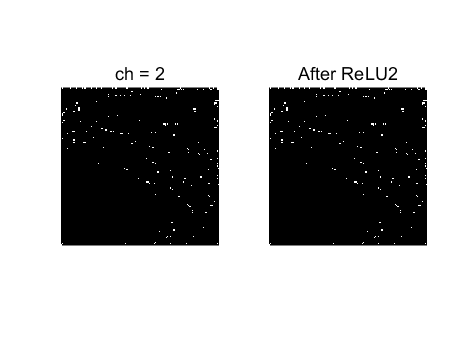 ch = 2
After ReLU2